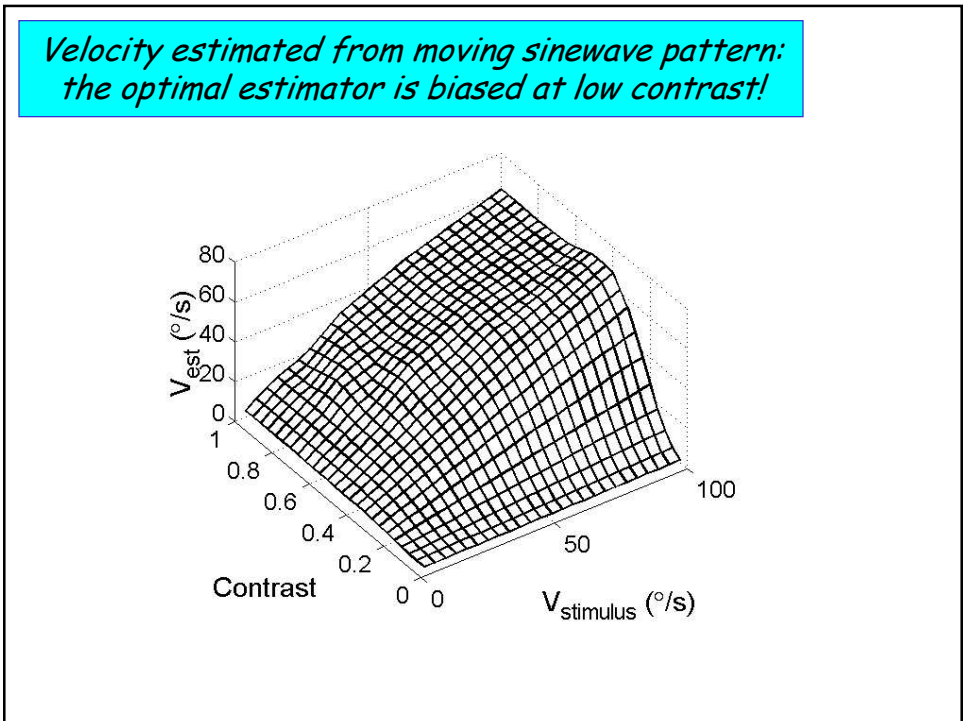 Velocity estimated from moving sinewave pattern:
the optimal estimator is biased at low contrast!
80
60
40
20
0
V_est (°/s)
1
0.8
0.6
0.4
0.2
0
Contrast
0
50
100
V_stimulus (°/s)